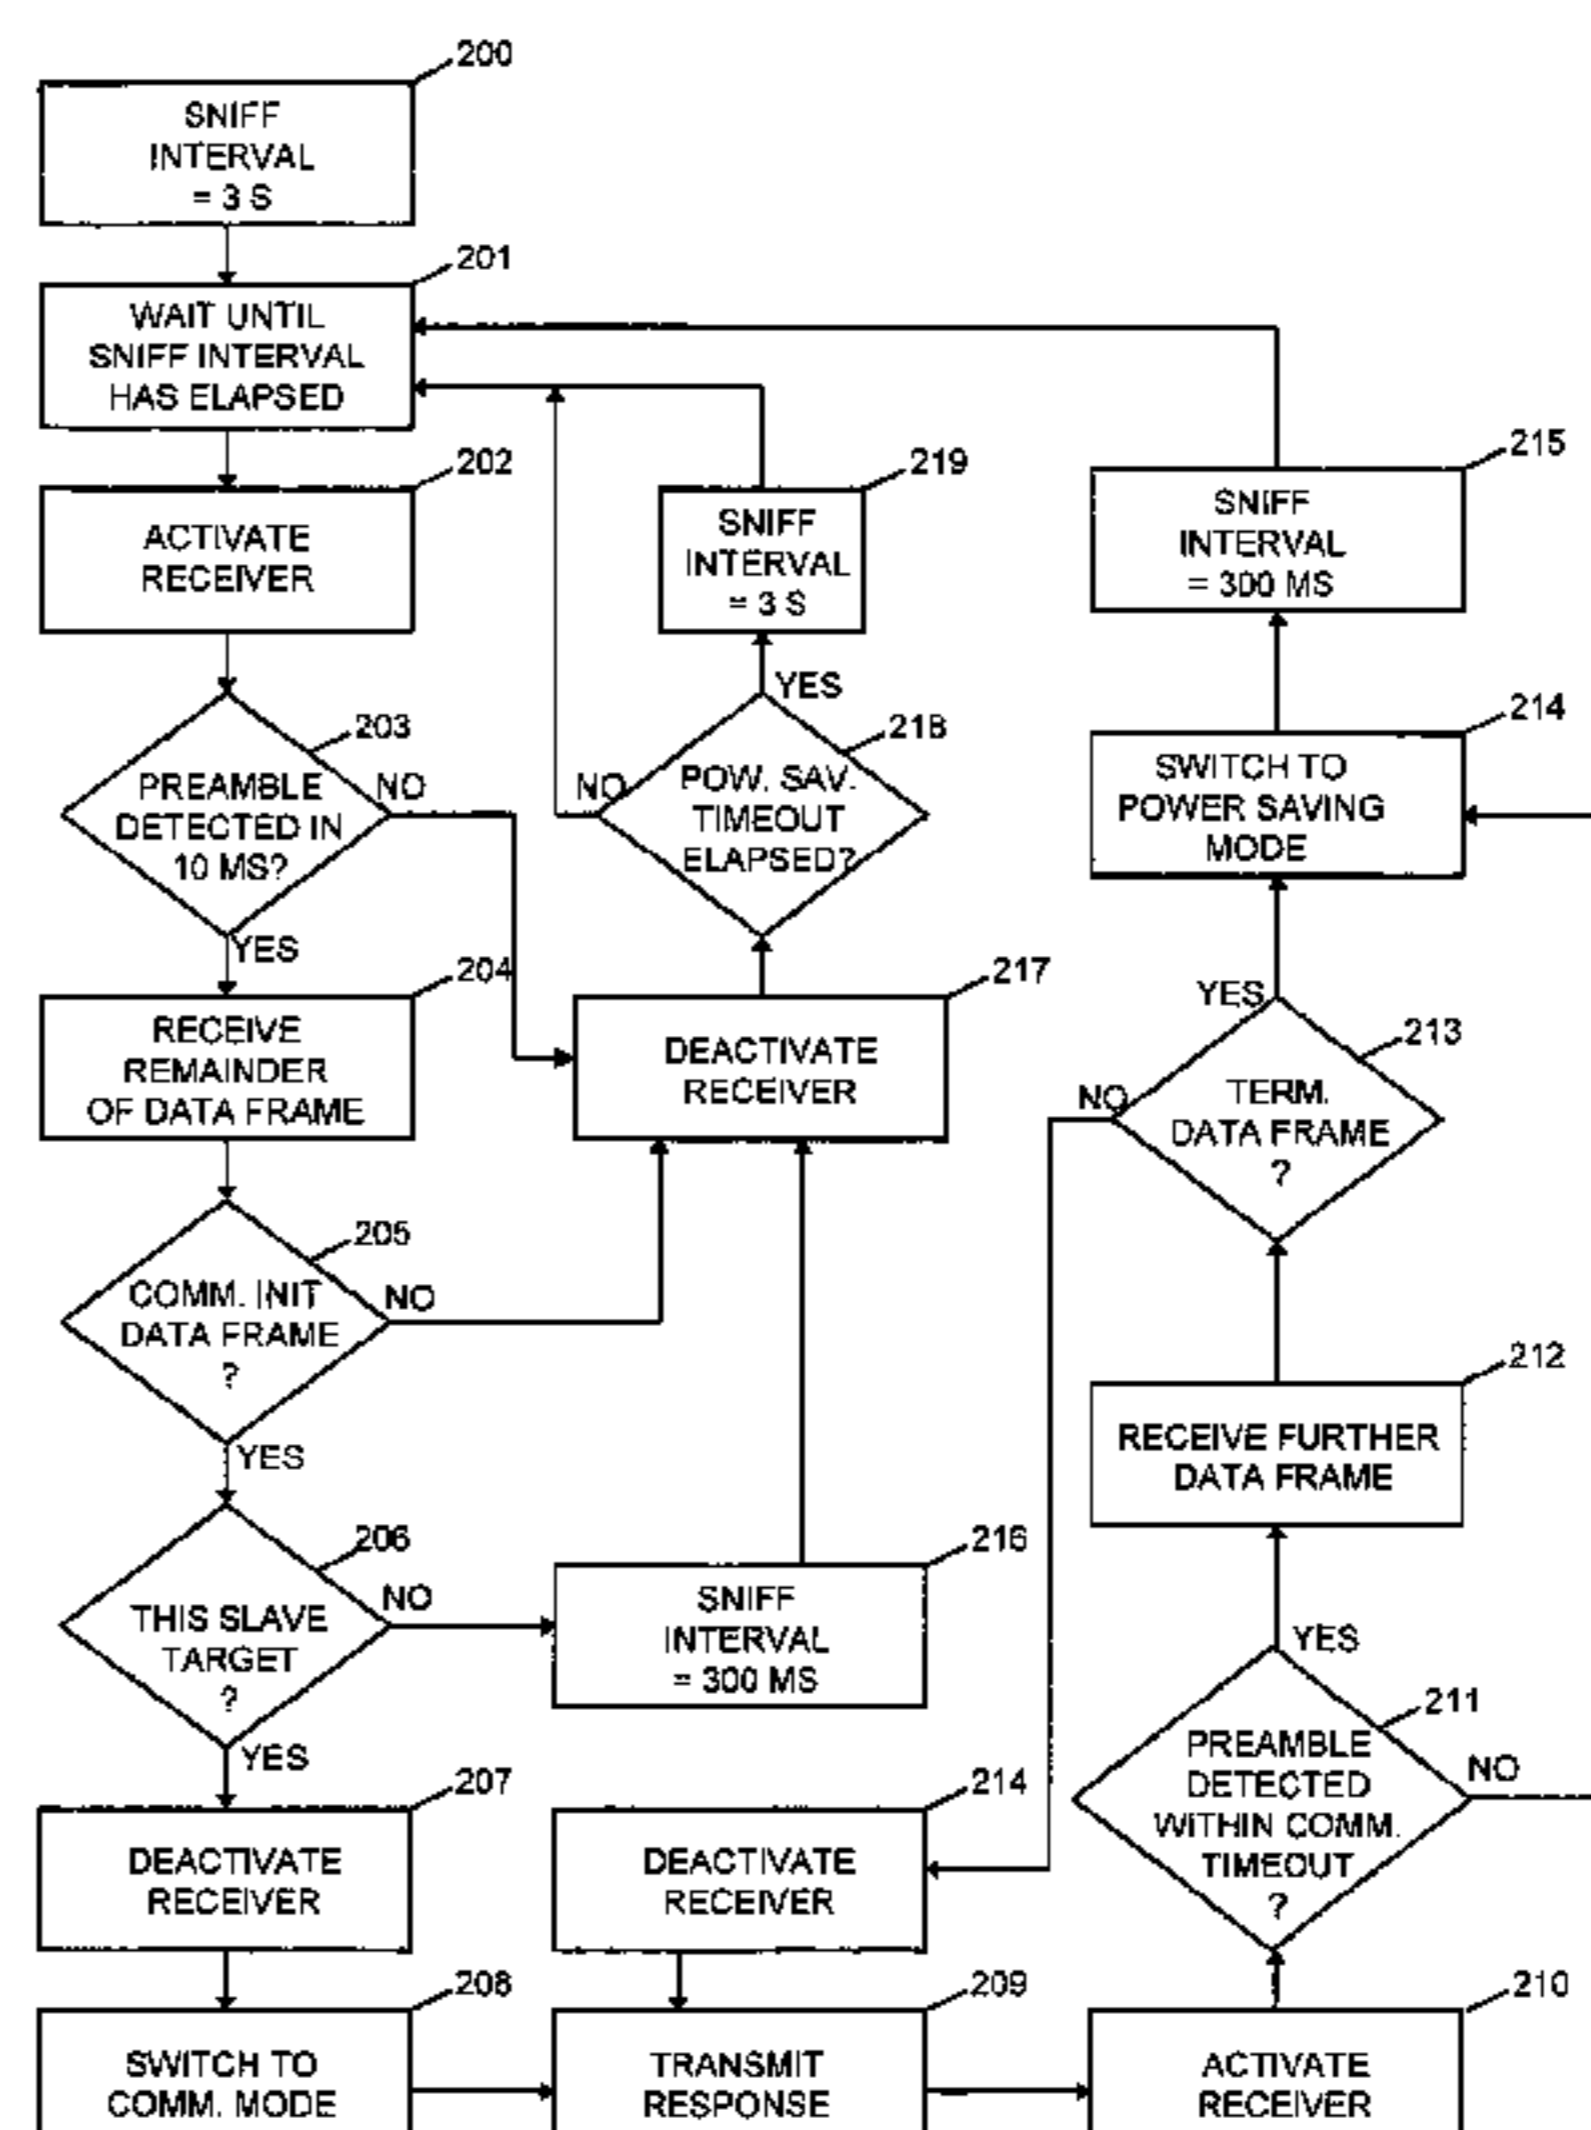 200
SNIFF
INTERVAL
= 3 S
201
WAIT UNTIL
SNIFF INTERVAL
HAS ELAPSED
202
ACTIVATE
RECEIVER
203
PREAMBLE
DETECTED IN
10 MS?
NO
YES
204
RECEIVE
REMAINDER
OF DATA FRAME
205
COMM. INIT
DATA FRAME
?
NO
YES
206
THIS SLAVE
TARGET
?
NO
YES
207
DEACTIVATE
RECEIVER
208
SWITCH TO
COMM. MODE
219
SNIFF
INTERVAL
= 3 S
YES
218
POW. SAV.
TIMEOUT
ELAPSED?
NO
217
DEACTIVATE
RECEIVER
216
SNIFF
INTERVAL
= 300 MS
214
DEACTIVATE
RECEIVER
209
TRANSMIT
RESPONSE
215
SNIFF
INTERVAL
= 300 MS
214
SWITCH TO
POWER SAVING
MODE
YES
213
TERM.
DATA FRAME
?
NO
212
RECEIVE FURTHER
DATA FRAME
YES
211
PREAMBLE
DETECTED
WITHIN COMM.
TIMEOUT
?
NO
210
ACTIVATE
RECEIVER